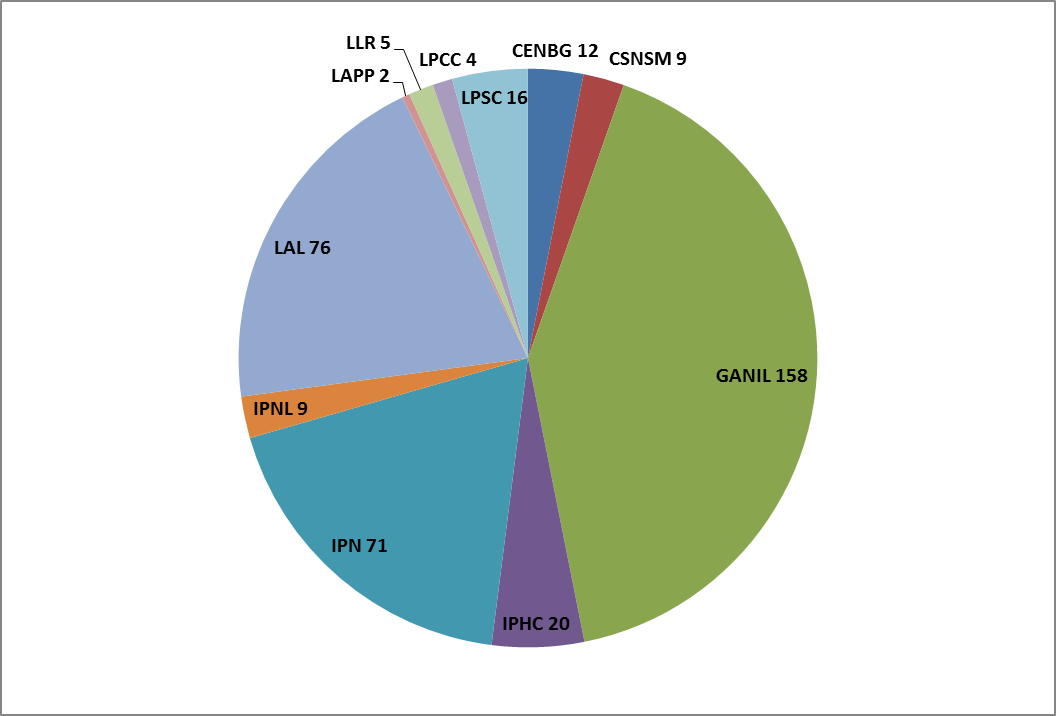 LLR 5
LPCC 4
CENBG 12
CSNSM 9
LAPP 2
LPSC 16
LAL 76
GANIL 158
IPNL 9
IPN 71
IPHC 20